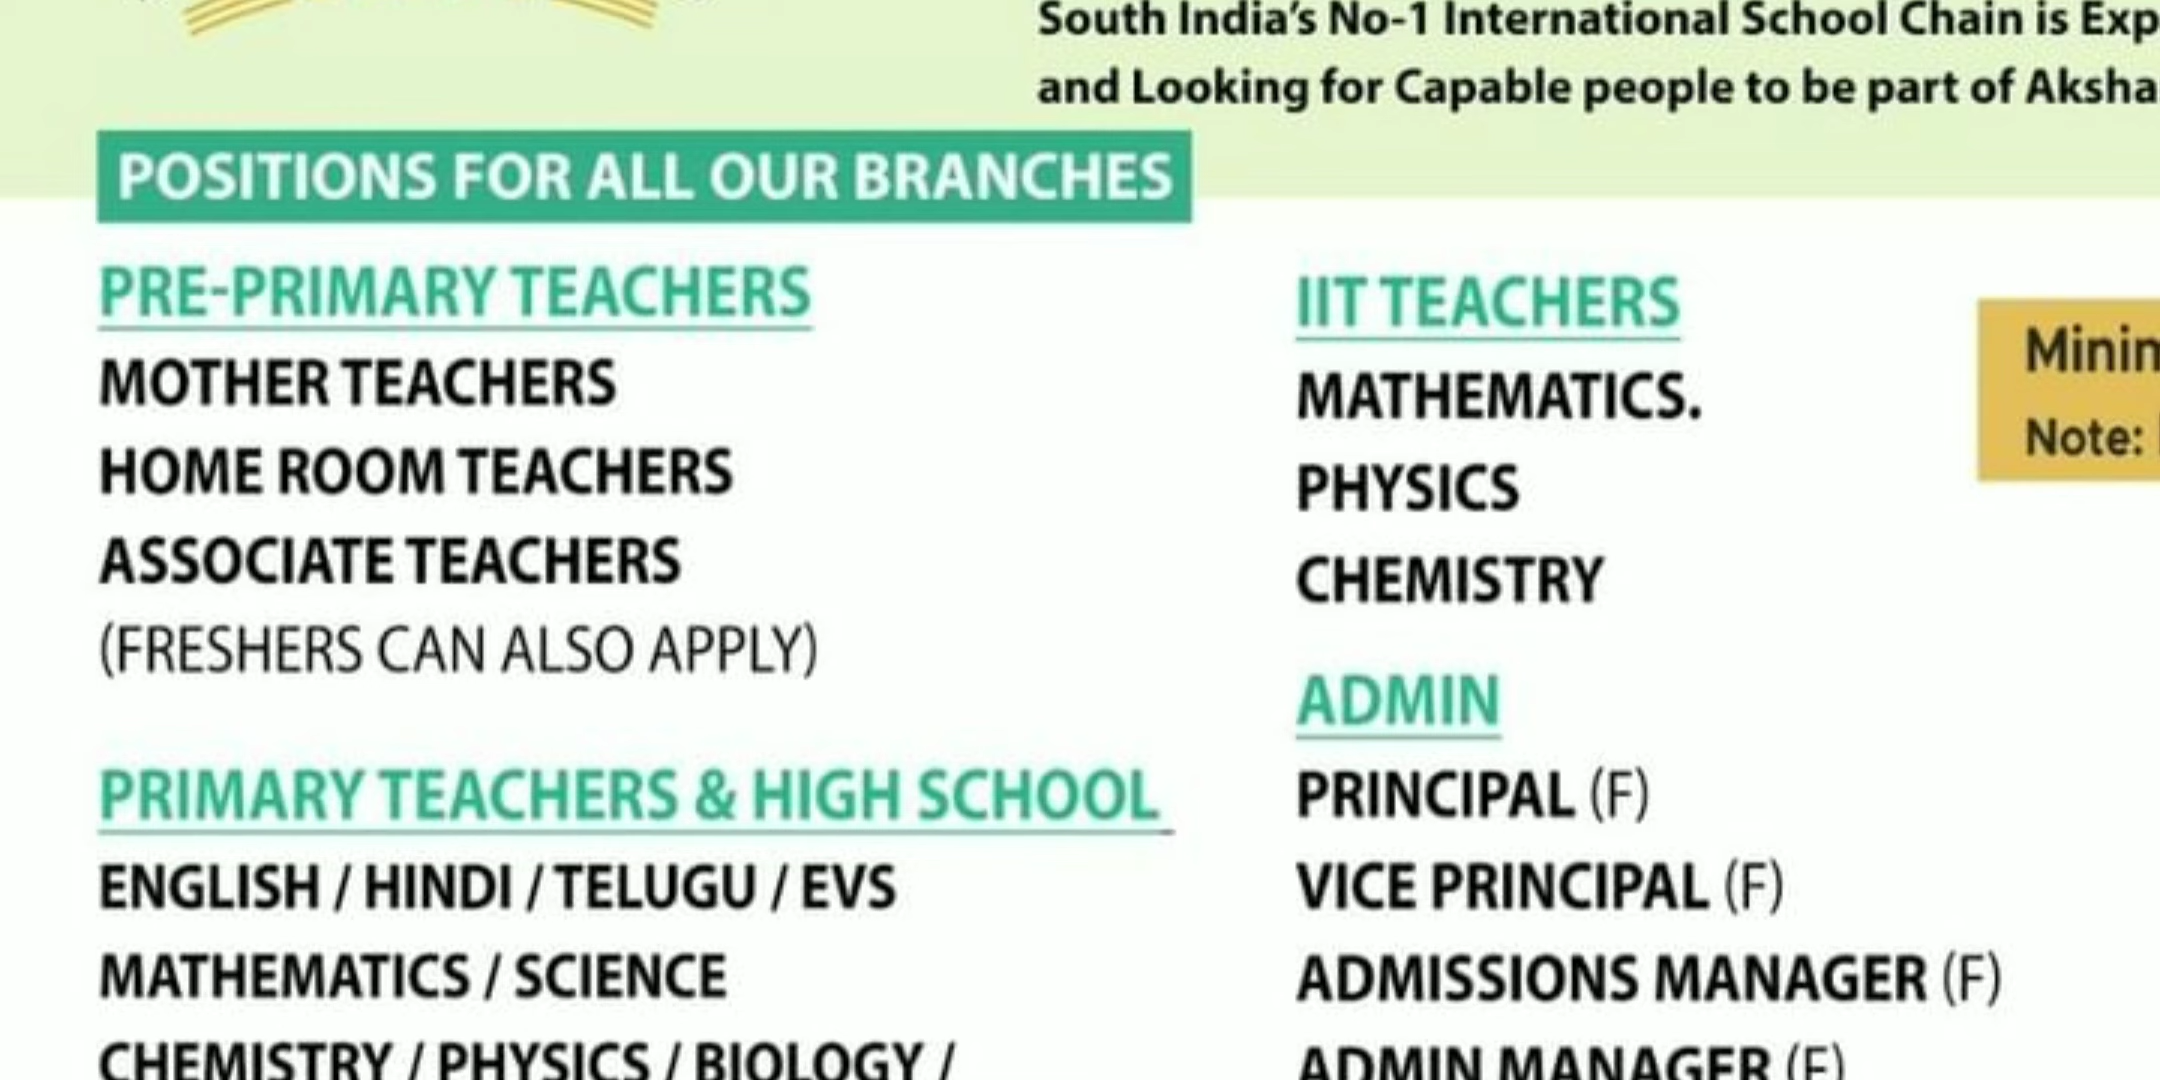 South India's No-1 International School Chain is Exp
and Looking for Capable people to be part of Aksha
POSITIONS FOR ALL OUR BRANCHES
PRE-PRIMARY TEACHERS
MOTHER TEACHERS
HOME ROOM TEACHERS
ASSOCIATE TEACHERS
(FRESHERS CAN ALSO APPLY)
PRIMARY TEACHERS & HIGH SCHOOL
ENGLISH / HINDI / TELUGU / EVS
MATHEMATICS / SCIENCE
CHEMISTRY / PHYSICS / BIOLOGY /
IIT TEACHERS
MATHEMATICS.
PHYSICS
CHEMISTRY
ADMIN
PRINCIPAL (F)
VICE PRINCIPAL (F)
ADMISSIONS MANAGER (F)
ADMIN MANAGER (F)
Minim
Note: